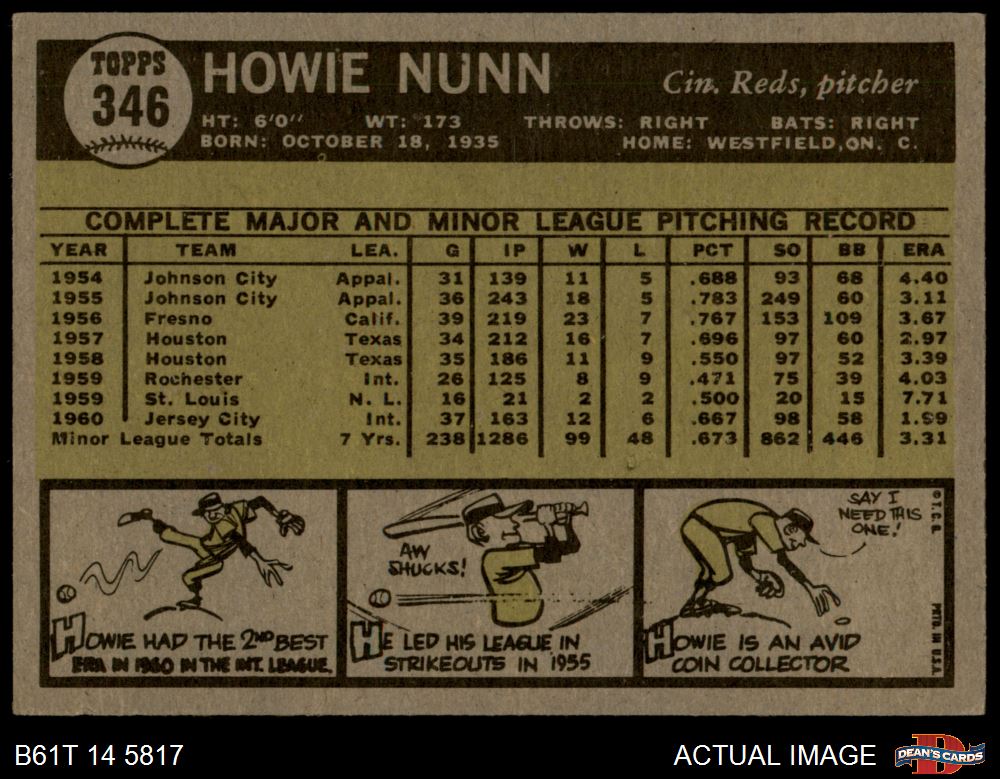 TOPPS
346
HOWIE NUNN
Cin. Reds, pitcher
HT: 6'0" WT: 173 THROWS: RIGHT BATS: RIGHT
BORN: OCTOBER 18, 1935 HOME: WESTFIELD, ON. C.
COMPLETE MAJOR AND MINOR LEAGUE PITCHING RECORD
YEAR TEAM LEA. G IP W L PCT SO BB ERA
1954 Johnson City Appal. 31 139 11 5 .688 93 68 4.40
1955 Johnson City Appal. 36 243 18 5 .783 249 60 3.11
1956 Fresno Calif. 39 219 23 7 .767 153 109 3.67
1957 Houston Texas 34 212 16 7 .696 97 60 2.97
1958 Houston Texas 35 186 11 9 .550 97 52 3.39
1959 Rochester Int. 26 125 8 9 .471 75 39 4.03
1959 St. Louis N. L. 16 21 2 2 .500 20 15 7.71
1960 Jersey City Int. 37 163 12 6 .667 98 58 1.99
Minor League Totals 7 Yrs. 238 1286 99 48 .673 862 446 3.31
HOWIE HAD THE 2ND BEST
ERA IN 1960 IN THE INT. LEAGUE.
AW
SHUCKS!
HE LED HIS LEAGUE IN
STRIKEOUTS IN 1955
SAY I
NEED THIS
ONE!
HOWIE IS AN AVID
COIN COLLECTOR
© T. C. G.
PRTD. IN U.S.A.
B61T 14 5817
ACTUAL IMAGE
D
DEAN'S CARDS